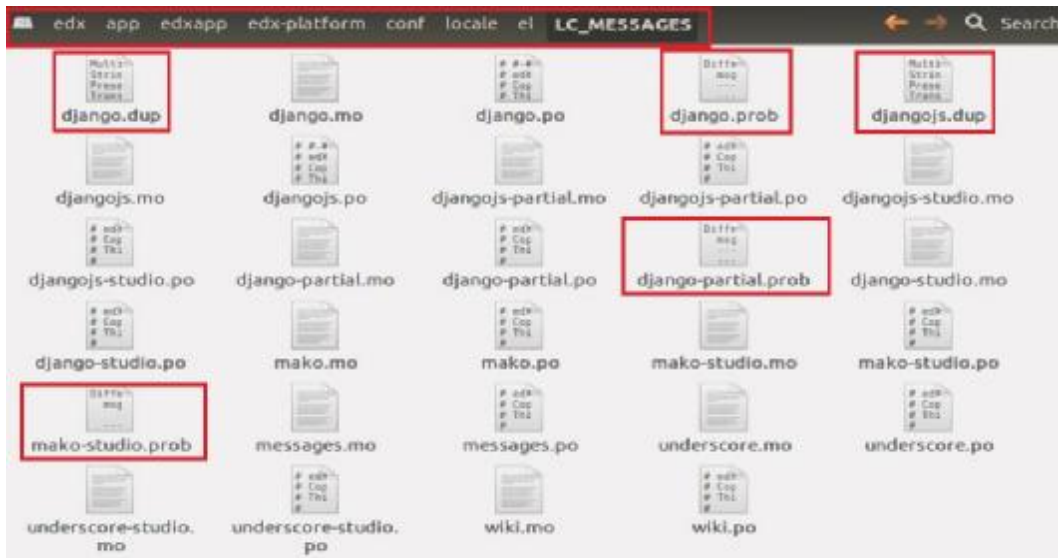 edx app edxapp edx-platform conf locale el LC_MESSAGES Search
django.dup django.mo django.po django.prob djangojs.dup
djangojs.mo djangojs.po djangojs-partial.mo djangojs-partial.po djangojs-studio.mo
djangojs-studio.po django-partial.mo django-partial.po django-partial.prob django-studio.mo
django-studio.po mako.mo mako.po mako-studio.mo mako-studio.po
mako-studio.prob messages.mo messages.po underscore.mo underscore.po
underscore-studio.mo underscore-studio.po wiki.mo wiki.po